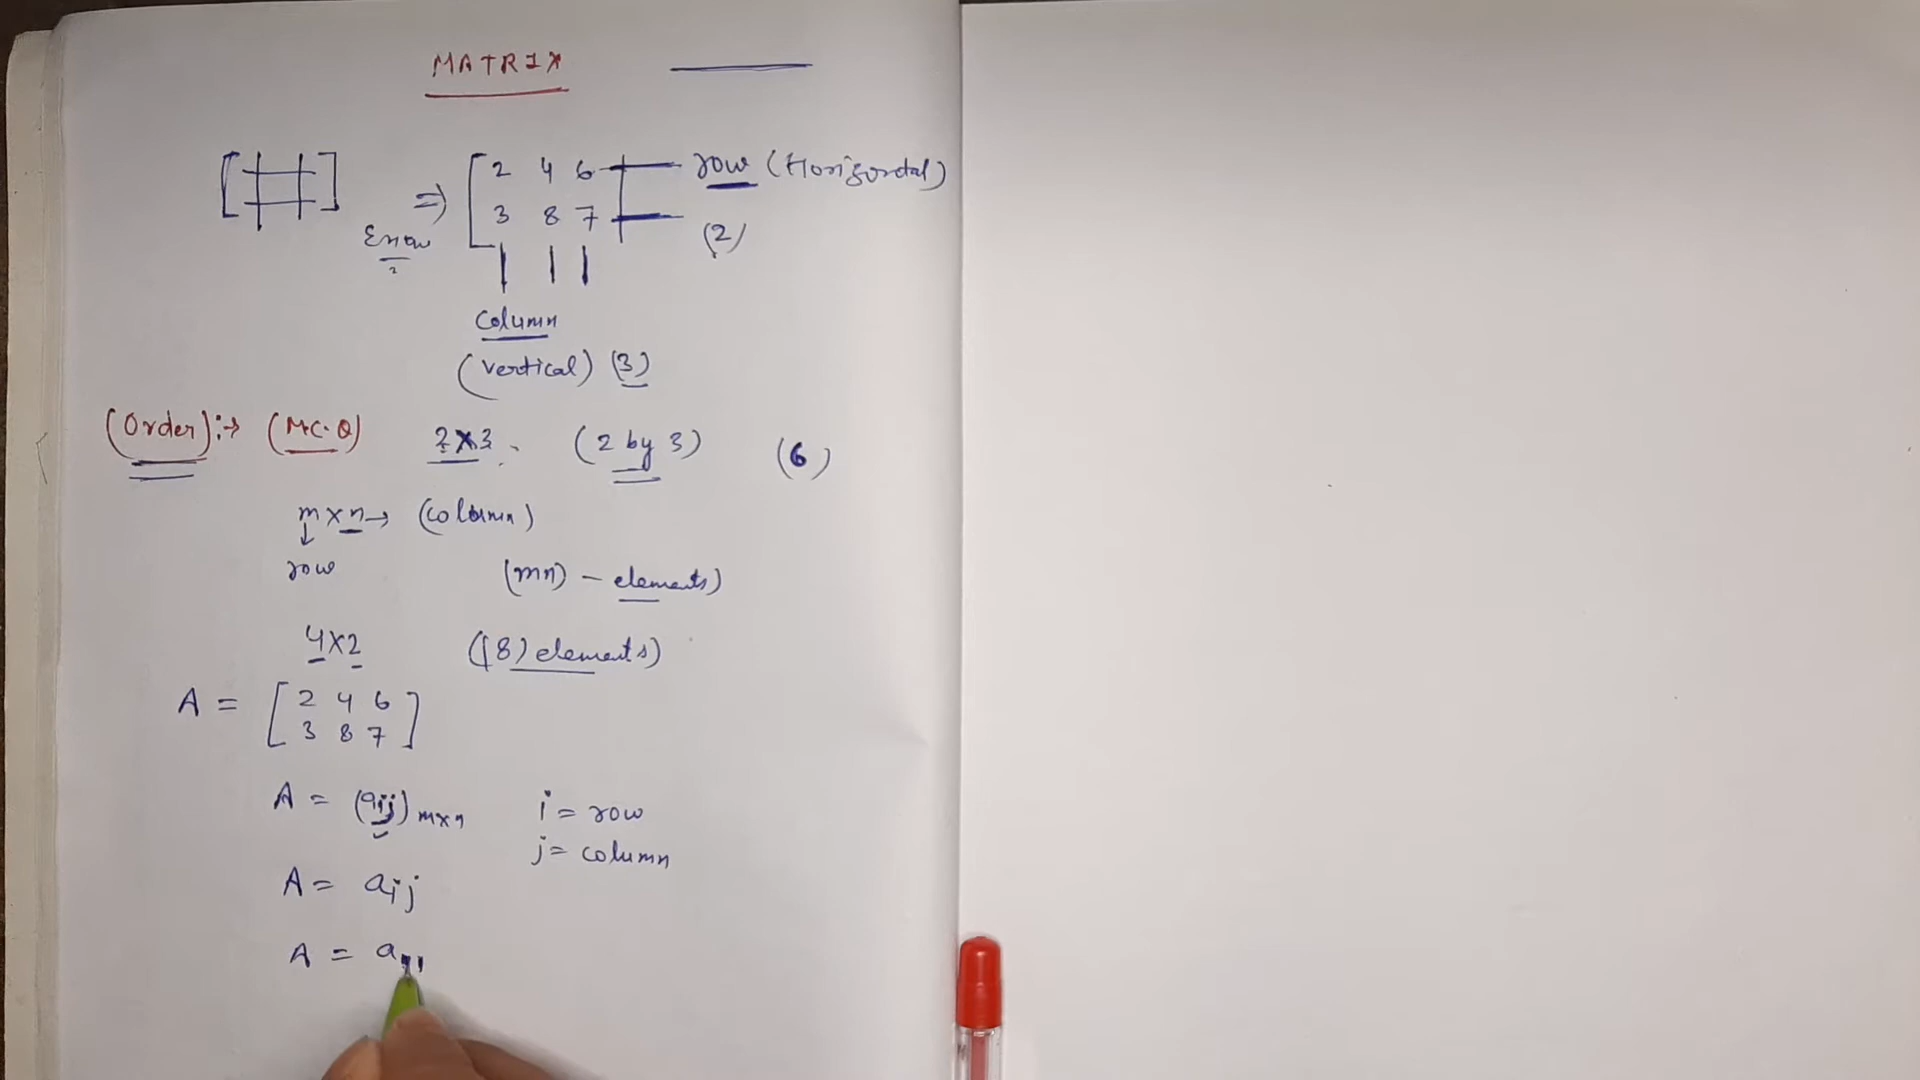 MATRIX
⇒ [ 2 4 6 row (Horizontal)
3 8 7 (2)
Column
(vertical) (3)
(Order):→ (M.C.Q) 2×3. (2 by 3) (6)
m×n→ (column)
↓
row
(mn) - elements)
4×2 ((8) elements)
A = [ 2 4 6
3 8 7 ]
A = (aij) m×n i = row
j = column
A = aij
A = a11